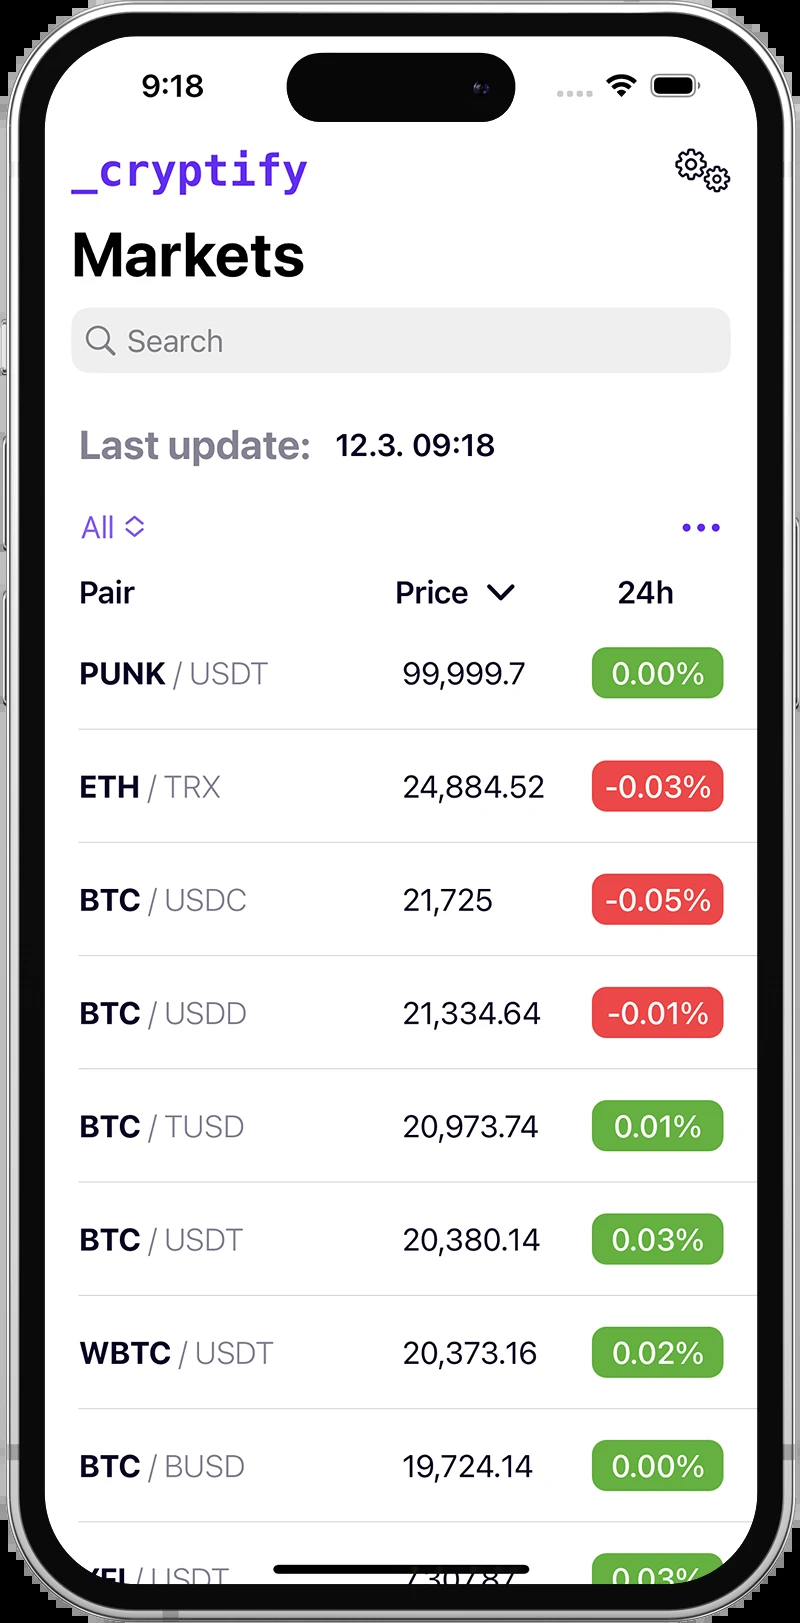 9:18
_cryptify
Markets
Search
Last update: 12.3. 09:18
All
Pair Price 24h
PUNK / USDT 99,999.7 0.00%
ETH / TRX 24,884.52 -0.03%
BTC / USDC 21,725 -0.05%
BTC / USDD 21,334.64 -0.01%
BTC / TUSD 20,973.74 0.01%
BTC / USDT 20,380.14 0.03%
WBTC / USDT 20,373.16 0.02%
BTC / BUSD 19,724.14 0.00%
/ USDT 0.03%